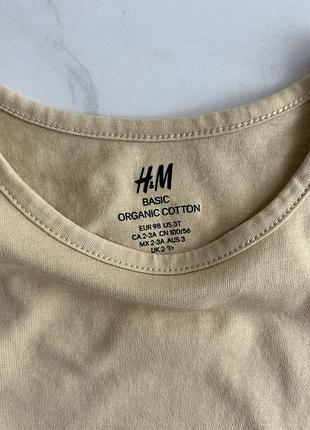 H&M
BASIC
ORGANIC COTTON
EUR 98 US 3T
CA 2-3A CN 100/56
MX 2-3A AUS 3
UK 2-3